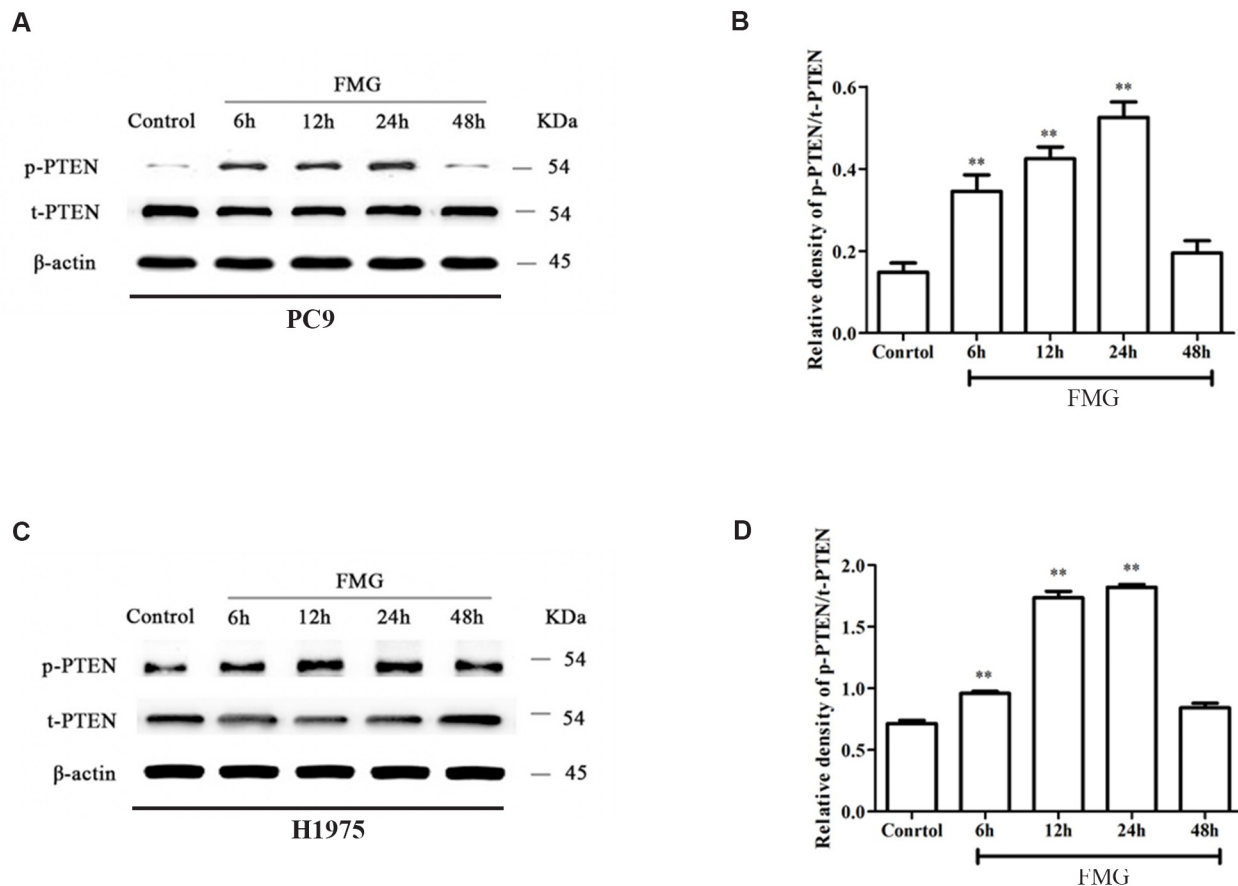 A
FMG
Control 6h 12h 24h 48h KDa
p-PTEN 54
t-PTEN 54
β-actin 45
PC9
B
Relative density of p-PTEN/t-PTEN
0.6
0.4
0.2
0.0
** ** **
Conrtol 6h 12h 24h 48h
FMG
C
FMG
Control 6h 12h 24h 48h KDa
p-PTEN 54
t-PTEN 54
β-actin 45
H1975
D
Relative density of p-PTEN/t-PTEN
2.0
1.5
1.0
0.5
0.0
** ** **
Conrtol 6h 12h 24h 48h
FMG